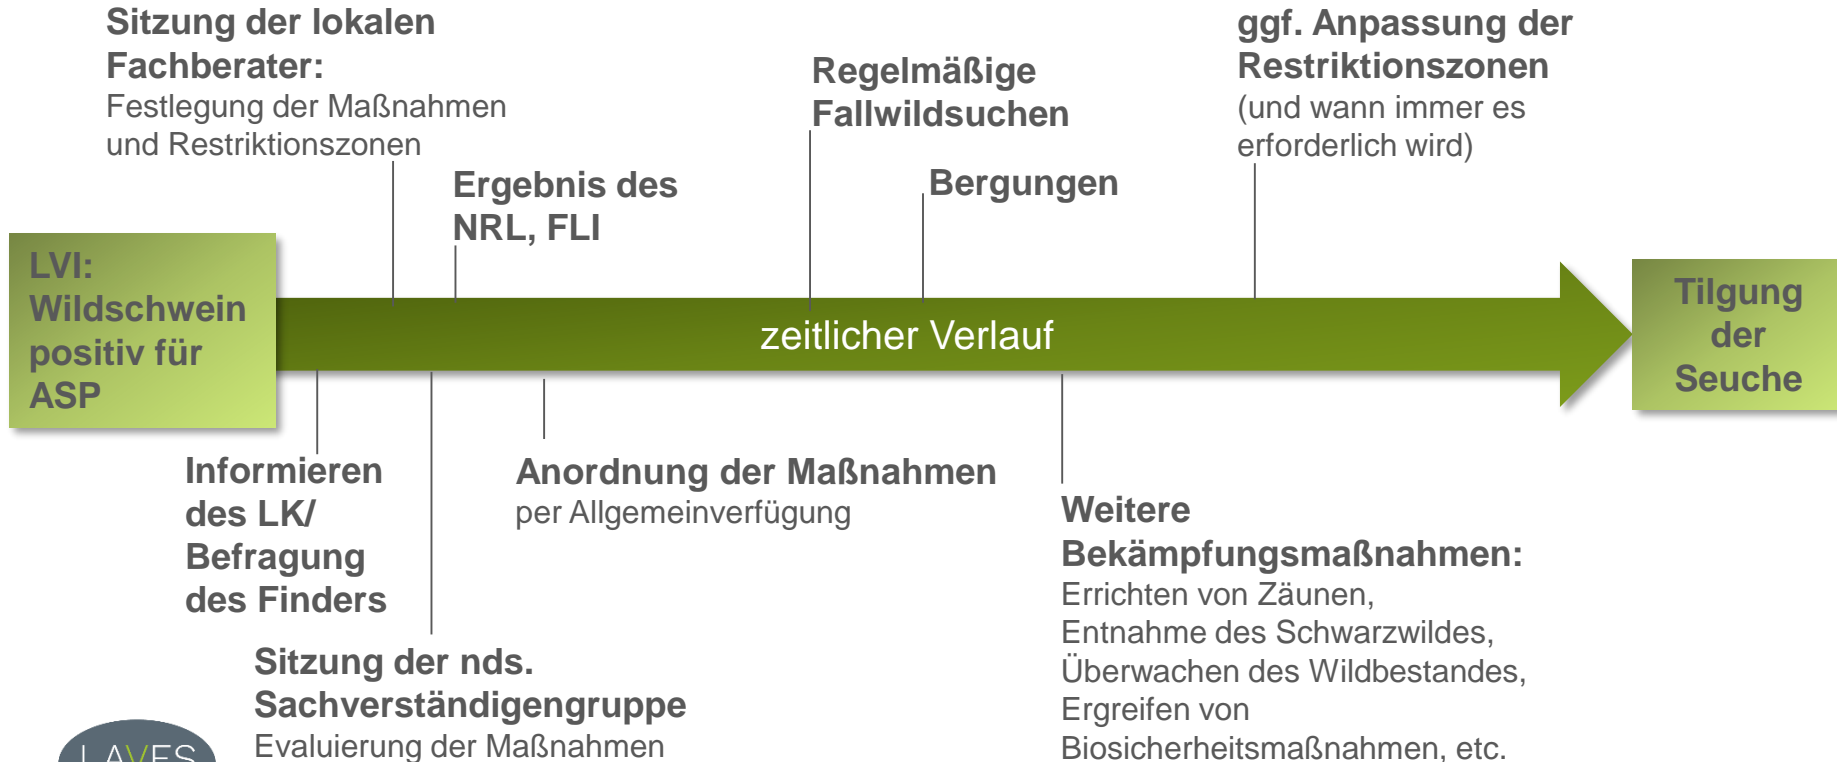 Sitzung der lokalen
Fachberater:
Festlegung der Maßnahmen
und Restriktionszonen
Ergebnis des
NRL, FLI
Regelmäßige
Fallwildsuchen
Bergungen
ggf. Anpassung der
Restriktionszonen
(und wann immer es
erforderlich wird)
LVI:
Wildschwein
positiv für
ASP
zeitlicher Verlauf
Tilgung
der
Seuche
Informieren
des LK/
Befragung
des Finders
Sitzung der nds.
Sachverständigengruppe
Evaluierung der Maßnahmen
Anordnung der Maßnahmen
per Allgemeinverfügung
Weitere
Bekämpfungsmaßnahmen:
Errichten von Zäunen,
Entnahme des Schwarzwildes,
Überwachen des Wildbestandes,
Ergreifen von
Biosicherheitsmaßnahmen, etc.
LAVES